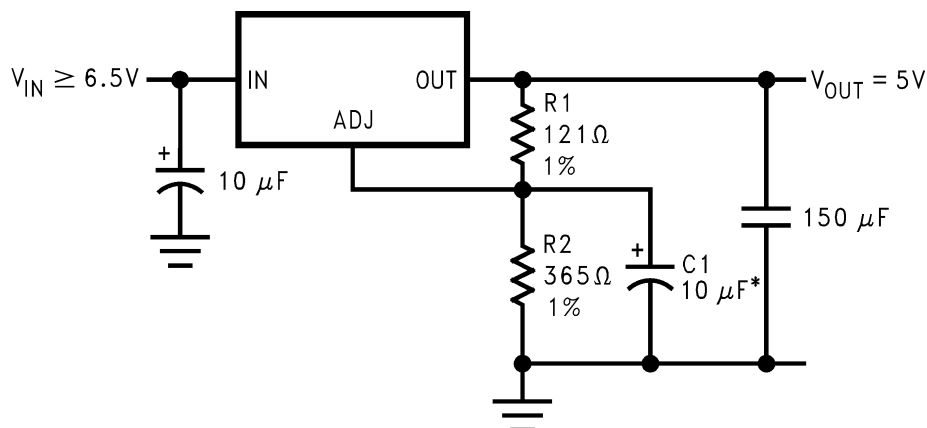 V_IN ≥ 6.5V
IN
OUT
ADJ
V_OUT = 5V
+
10 μF
R1
121Ω
1%
R2
365Ω
1%
+
C1
10 μF*
150 μF